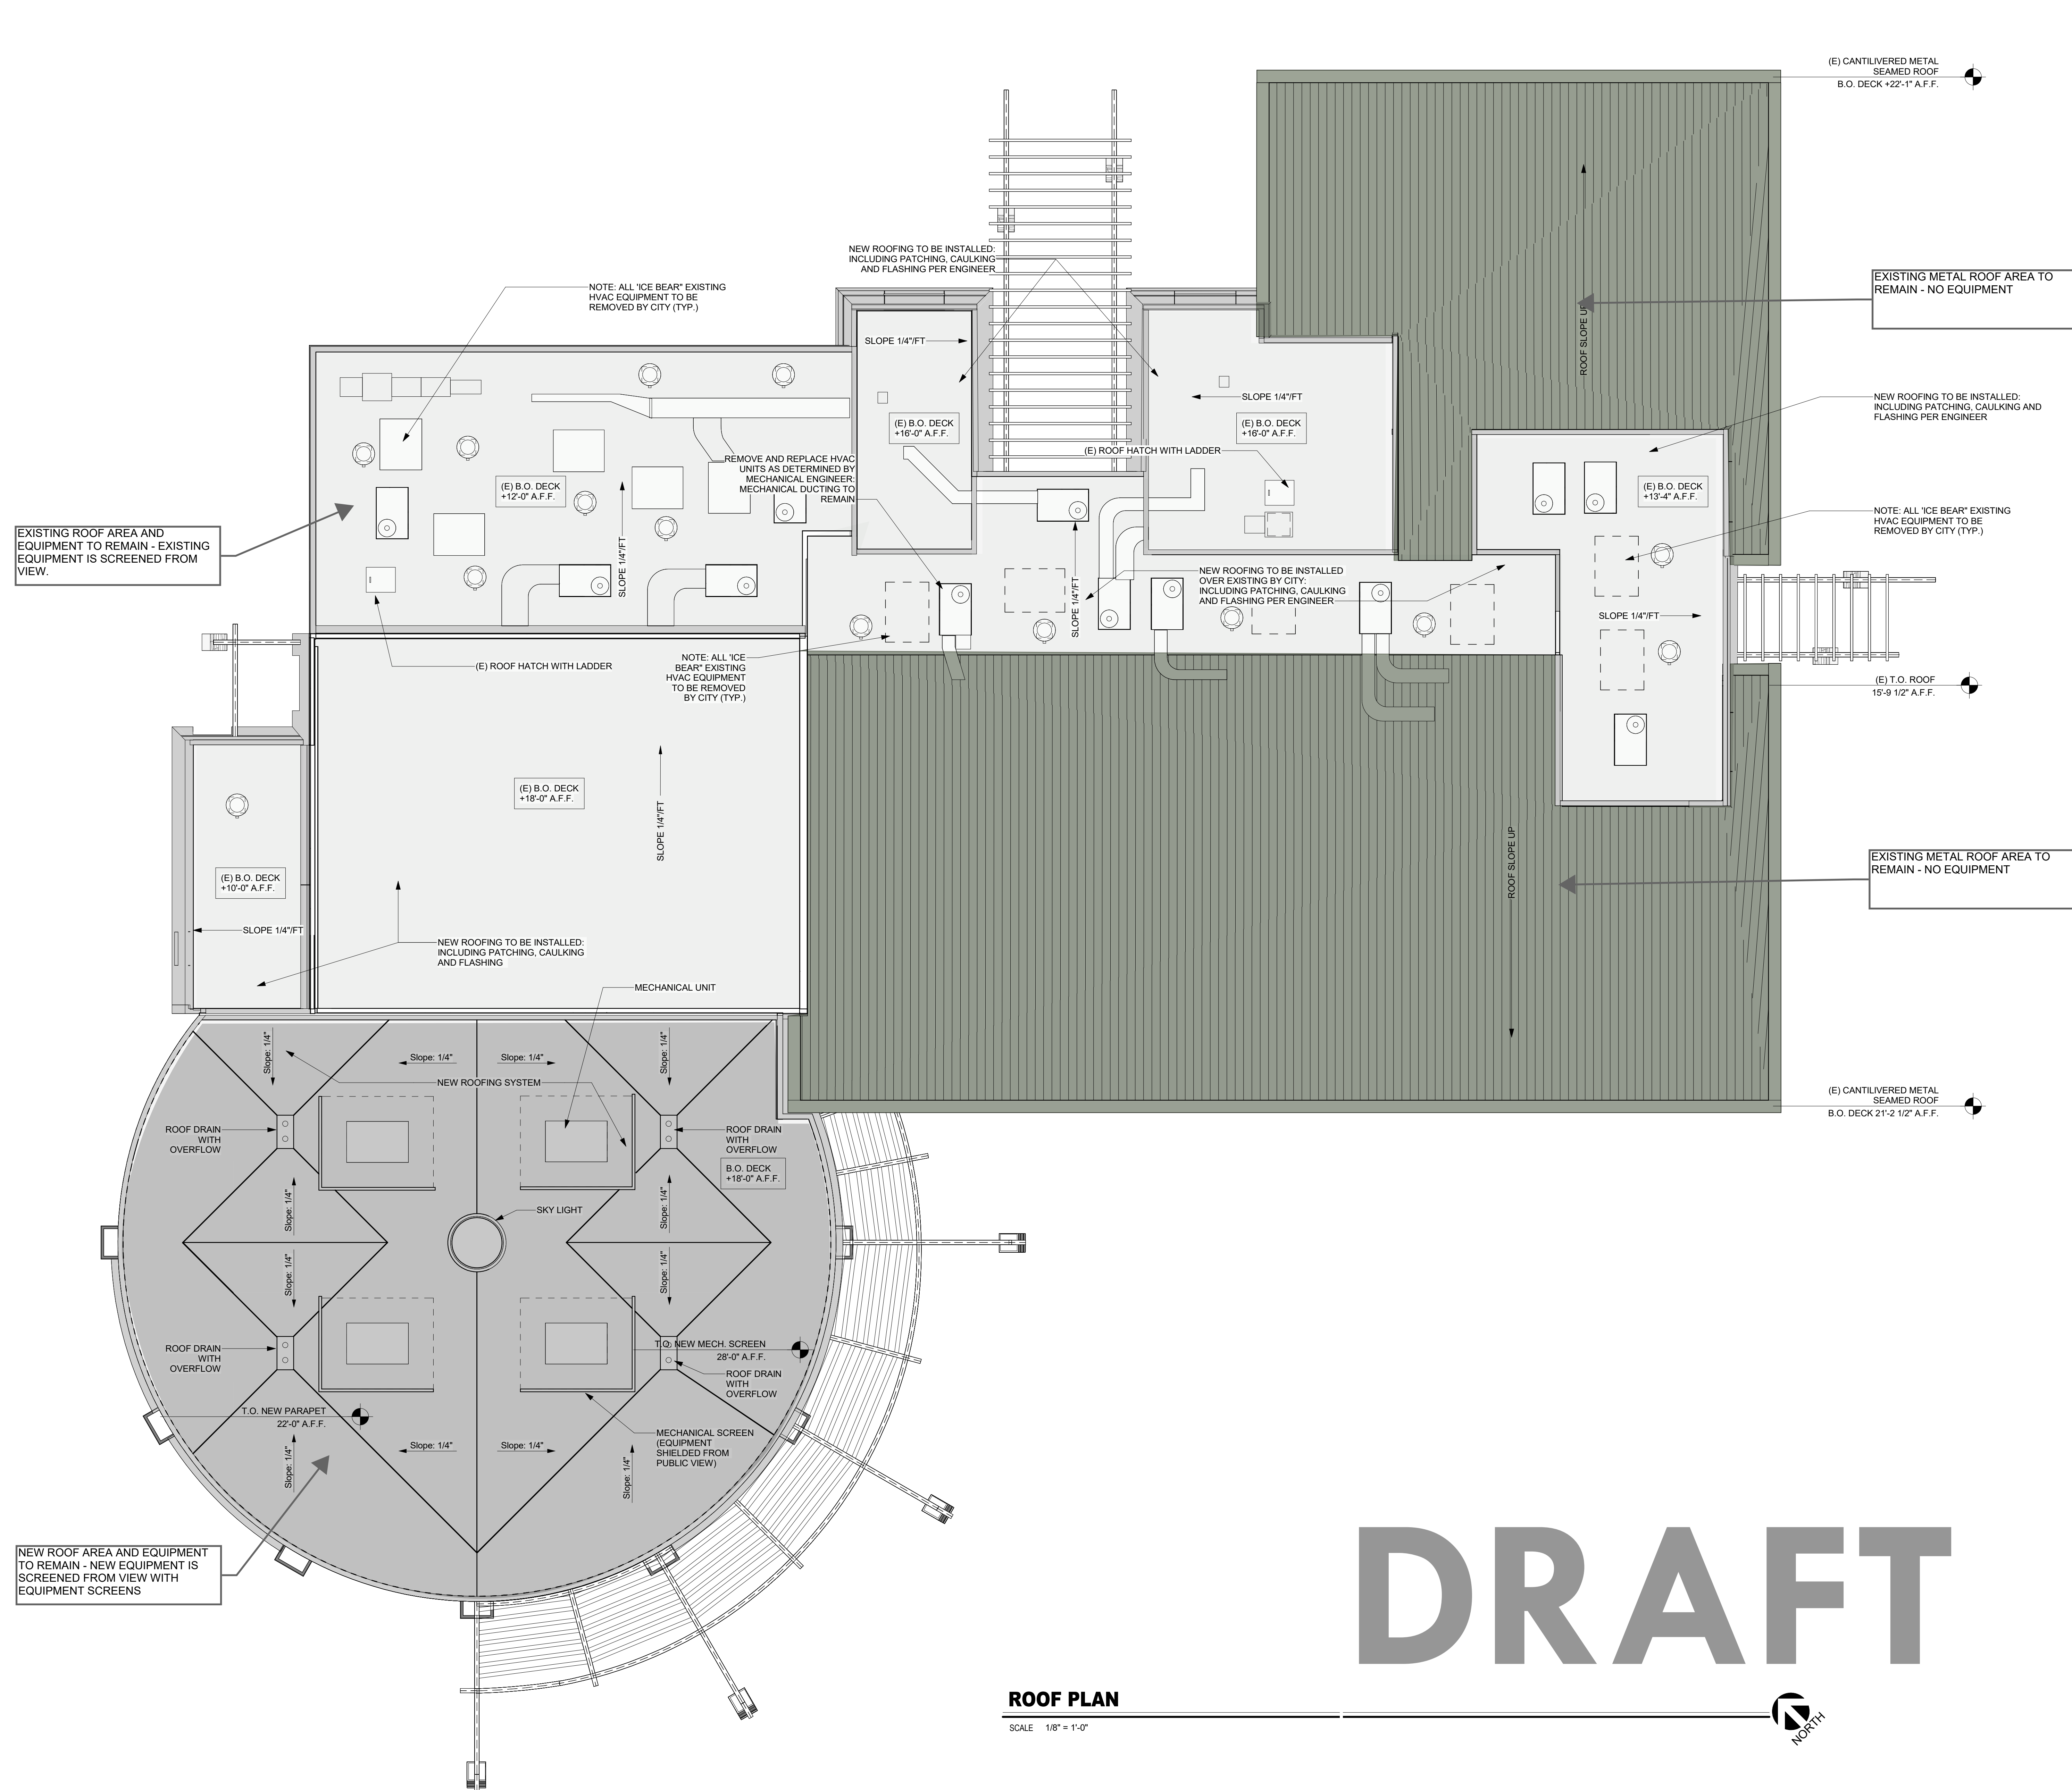 (E) CANTILIVERED METAL
SEAMED ROOF
B.O. DECK +22'-1" A.F.F.
NEW ROOFING TO BE INSTALLED:
INCLUDING PATCHING, CAULKING
AND FLASHING PER ENGINEER
EXISTING METAL ROOF AREA TO
REMAIN - NO EQUIPMENT
ROOF SLOPE UP
NOTE: ALL 'ICE BEAR" EXISTING
HVAC EQUIPMENT TO BE
REMOVED BY CITY (TYP.)
SLOPE 1/4"/FT
SLOPE 1/4"/FT
NEW ROOFING TO BE INSTALLED:
INCLUDING PATCHING, CAULKING AND
FLASHING PER ENGINEER
(E) B.O. DECK
+16'-0" A.F.F.
(E) B.O. DECK
+16'-0" A.F.F.
(E) ROOF HATCH WITH LADDER
REMOVE AND REPLACE HVAC
UNITS AS DETERMINED BY
MECHANICAL ENGINEER:
MECHANICAL DUCTING TO
REMAIN
(E) B.O. DECK
+12'-0" A.F.F.
(E) B.O. DECK
+13'-4" A.F.F.
NOTE: ALL 'ICE BEAR" EXISTING
HVAC EQUIPMENT TO BE
REMOVED BY CITY (TYP.)
EXISTING ROOF AREA AND
EQUIPMENT TO REMAIN - EXISTING
EQUIPMENT IS SCREENED FROM
VIEW.
SLOPE 1/4"/FT
SLOPE 1/4"/FT
NEW ROOFING TO BE INSTALLED
OVER EXISTING BY CITY:
INCLUDING PATCHING, CAULKING
AND FLASHING PER ENGINEER
SLOPE 1/4"/FT
(E) ROOF HATCH WITH LADDER
NOTE: ALL 'ICE
BEAR" EXISTING
HVAC EQUIPMENT
TO BE REMOVED
BY CITY (TYP.)
(E) T.O. ROOF
15'-9 1/2" A.F.F.
(E) B.O. DECK
+18'-0" A.F.F.
SLOPE 1/4"/FT
ROOF SLOPE UP
EXISTING METAL ROOF AREA TO
REMAIN - NO EQUIPMENT
(E) B.O. DECK
+10'-0" A.F.F.
SLOPE 1/4"/FT
NEW ROOFING TO BE INSTALLED:
INCLUDING PATCHING, CAULKING
AND FLASHING
MECHANICAL UNIT
Slope: 1/4"
Slope: 1/4"
Slope: 1/4"
Slope: 1/4"
NEW ROOFING SYSTEM
(E) CANTILIVERED METAL
SEAMED ROOF
B.O. DECK 21'-2 1/2" A.F.F.
ROOF DRAIN
WITH
OVERFLOW
ROOF DRAIN
WITH
OVERFLOW
B.O. DECK
+18'-0" A.F.F.
Slope: 1/4"
Slope: 1/4"
SKY LIGHT
Slope: 1/4"
Slope: 1/4"
ROOF DRAIN
WITH
OVERFLOW
T.O. NEW MECH. SCREEN
28'-0" A.F.F.
ROOF DRAIN
WITH
OVERFLOW
T.O. NEW PARAPET
22'-0" A.F.F.
Slope: 1/4"
Slope: 1/4"
Slope: 1/4"
Slope: 1/4"
MECHANICAL SCREEN
(EQUIPMENT
SHIELDED FROM
PUBLIC VIEW)
NEW ROOF AREA AND EQUIPMENT
TO REMAIN - NEW EQUIPMENT IS
SCREENED FROM VIEW WITH
EQUIPMENT SCREENS
DRAFT
ROOF PLAN
SCALE 1/8" = 1'-0"
NORTH